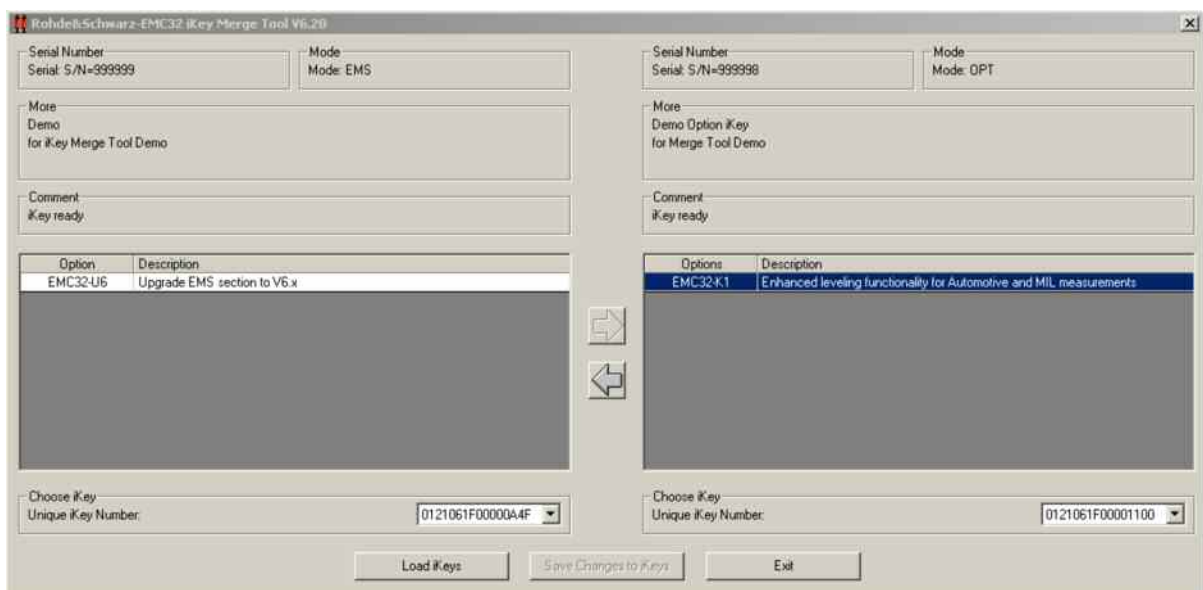 Rohde&Schwarz-EMC32 iKey Merge Tool V6.20
Serial Number
Serial: S/N=999999
Mode
Mode: EMS
More
Demo
for iKey Merge Tool Demo
Comment
iKey ready
Option Description
EMC32-U6 Upgrade EMS section to V6.x
Choose iKey
Unique iKey Number: 0121061F00000A4F
Serial Number
Serial: S/N=999998
Mode
Mode: OPT
More
Demo Option iKey
for Merge Tool Demo
Comment
iKey ready
Options Description
EMC32-K1 Enhanced leveling functionality for Automotive and MIL measurements
Choose iKey
Unique iKey Number: 0121061F00001100
Load iKeys
Save Changes to iKeys
Exit